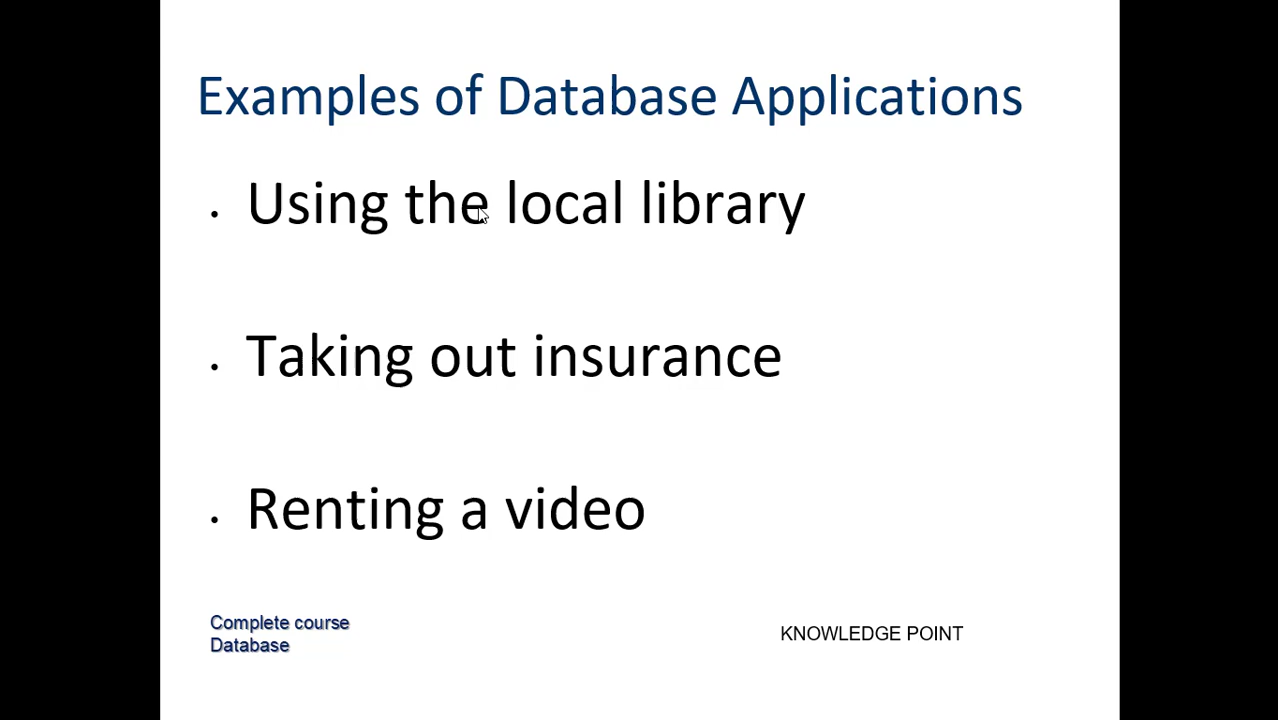 Examples of Database Applications
• Using the local library
• Taking out insurance
• Renting a video
Complete course
Database
KNOWLEDGE POINT